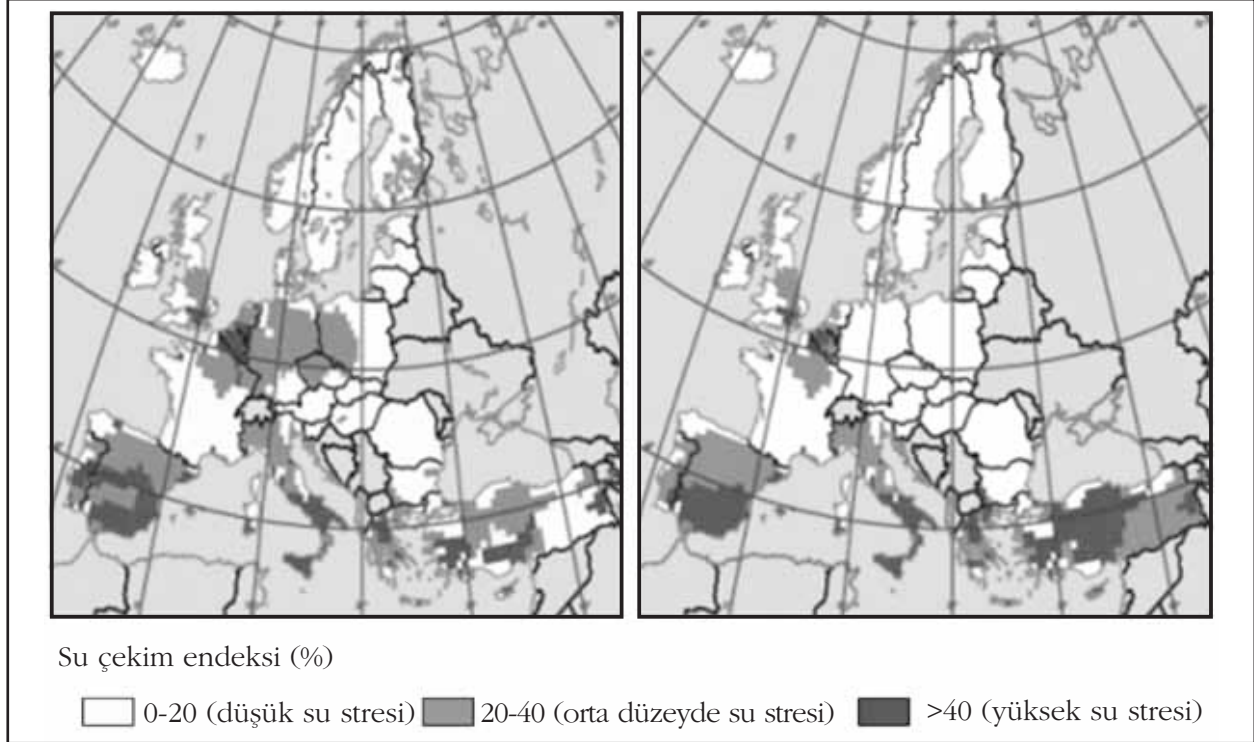 Su çekim endeksi (%)
0-20 (düşük su stresi) 20-40 (orta düzeyde su stresi) >40 (yüksek su stresi)